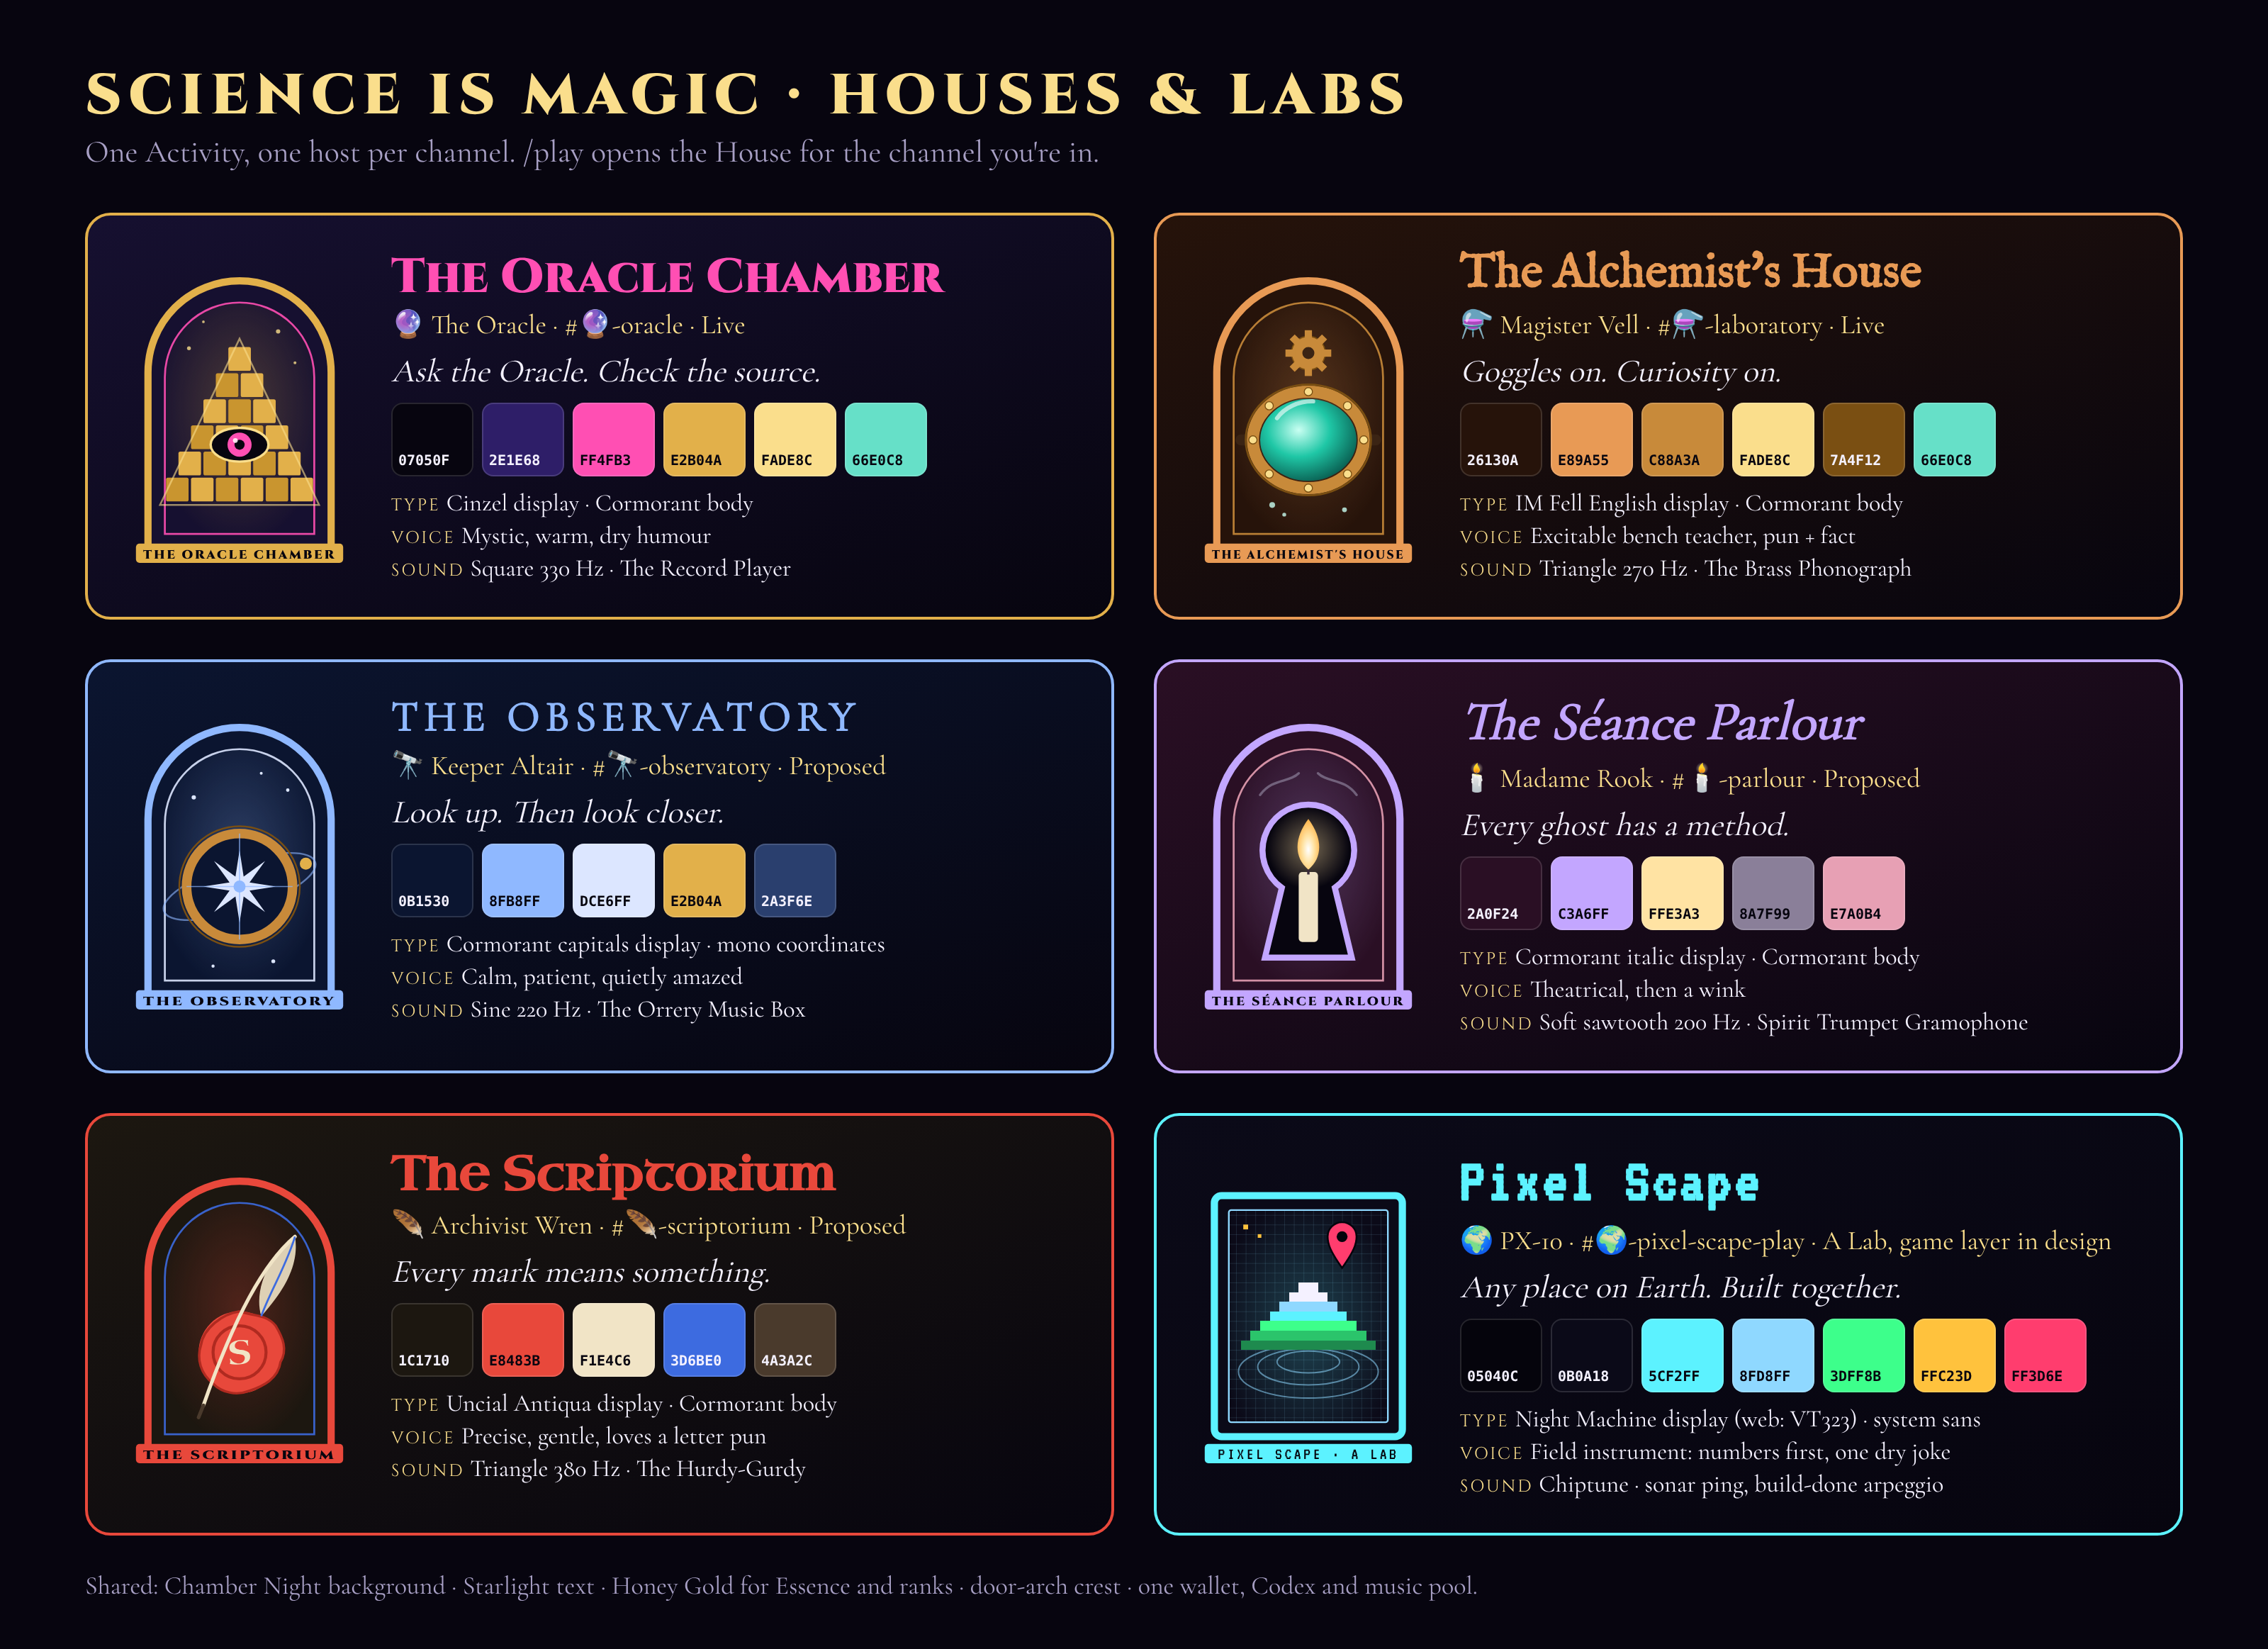 SCIENCE IS MAGIC · HOUSES & LABS
One Activity, one host per channel. /play opens the House for the channel you're in.
THE ORACLE CHAMBER
The Oracle · #🔮-oracle · Live
Ask the Oracle. Check the source.
07050F 2E1E68 FF4FB3 E2B04A FADE8C 66E0C8
TYPE Cinzel display · Cormorant body
VOICE Mystic, warm, dry humour
SOUND Square 330 Hz · The Record Player
THE ORACLE CHAMBER
The Alchemist's House
⚗️ Magister Vell · #⚗️-laboratory · Live
Goggles on. Curiosity on.
26130A E89A55 C88A3A FADE8C 7A4F12 66E0C8
TYPE IM Fell English display · Cormorant body
VOICE Excitable bench teacher, pun + fact
SOUND Triangle 270 Hz · The Brass Phonograph
THE ALCHEMIST'S HOUSE
THE OBSERVATORY
🔭 Keeper Altair · #🔭-observatory · Proposed
Look up. Then look closer.
0B1530 8FB8FF DCE6FF E2B04A 2A3F6E
TYPE Cormorant capitals display · mono coordinates
VOICE Calm, patient, quietly amazed
SOUND Sine 220 Hz · The Orrery Music Box
THE OBSERVATORY
The Séance Parlour
🕯️ Madame Rook · #🕯️-parlour · Proposed
Every ghost has a method.
2A0F24 C3A6FF FFE3A3 8A7F99 E7A0B4
TYPE Cormorant italic display · Cormorant body
VOICE Theatrical, then a wink
SOUND Soft sawtooth 200 Hz · Spirit Trumpet Gramophone
THE SÉANCE PARLOUR
The Scriptorium
🪶 Archivist Wren · #🪶-scriptorium · Proposed
Every mark means something.
1C1710 E8483B F1E4C6 3D6BE0 4A3A2C
TYPE Uncial Antiqua display · Cormorant body
VOICE Precise, gentle, loves a letter pun
SOUND Triangle 380 Hz · The Hurdy-Gurdy
S
THE SCRIPTORIUM
Pixel Scape
🌍 PX-10 · #🌍-pixel-scape-play · A Lab, game layer in design
Any place on Earth. Built together.
05040C 0B0A18 5CF2FF 8FD8FF 3DFF8B FFC23D FF3D6E
TYPE Night Machine display (web: VT323) · system sans
VOICE Field instrument: numbers first, one dry joke
SOUND Chiptune · sonar ping, build-done arpeggio
PIXEL SCAPE · A LAB
Shared: Chamber Night background · Starlight text · Honey Gold for Essence and ranks · door-arch crest · one wallet, Codex and music pool.